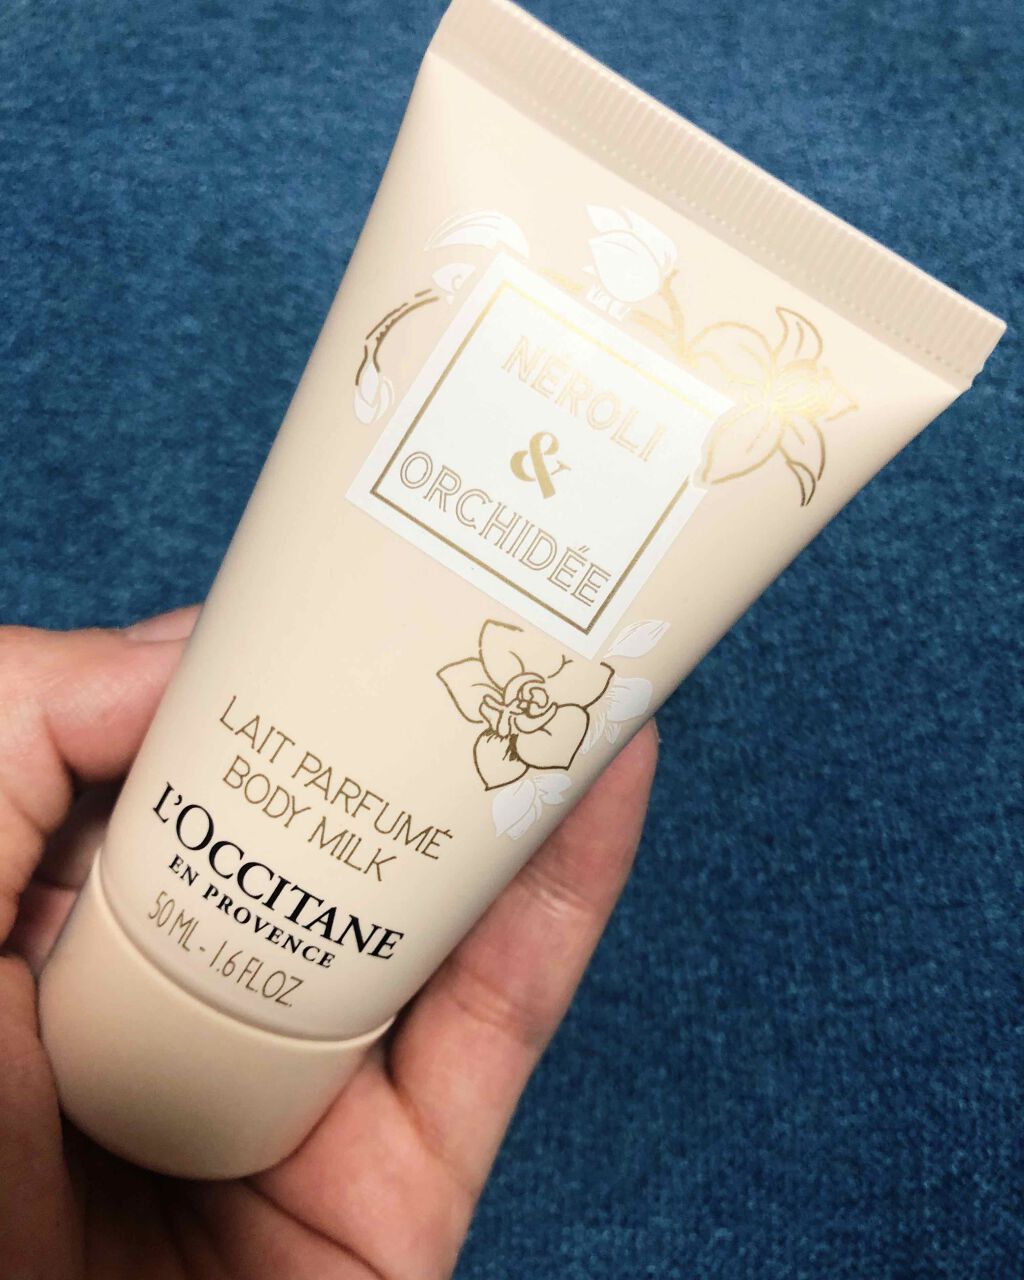 NÉROLI
&
ORCHIDÉE
LAIT PARFUMÉ
BODY MILK
L'OCCITANE
EN PROVENCE
50 ML - 1.6 FL.OZ.